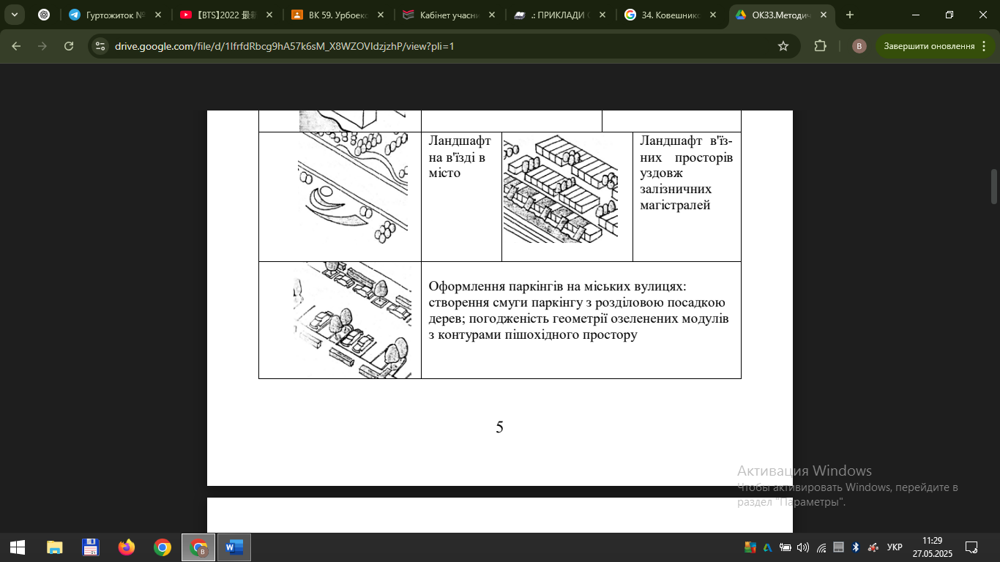 Гуртожиток №
【BTS】2022 最新
ВК 59. Урбоек
Кабінет учасни
.: ПРИКЛАДИ
34. Ковешніко
ОК33.Методич
drive.google.com/file/d/1lfrfdRbcg9hA57k6sM_X8WZOVIdzjzhP/view?pli=1
B
Завершити оновлення
Ландшафт
на в'їзді в
місто
Ландшафт в'їз-
них просторів
уздовж
залізничних
магістралей
Оформлення паркінгів на міських вулицях:
створення смуги паркінгу з розділовою посадкою
дерев; погодженість геометрії озеленених модулів
з контурами пішохідного простору
5
Активация Windows
Чтобы активировать Windows, перейдите в
раздел "Параметры".
УКР
11:29
27.05.2025